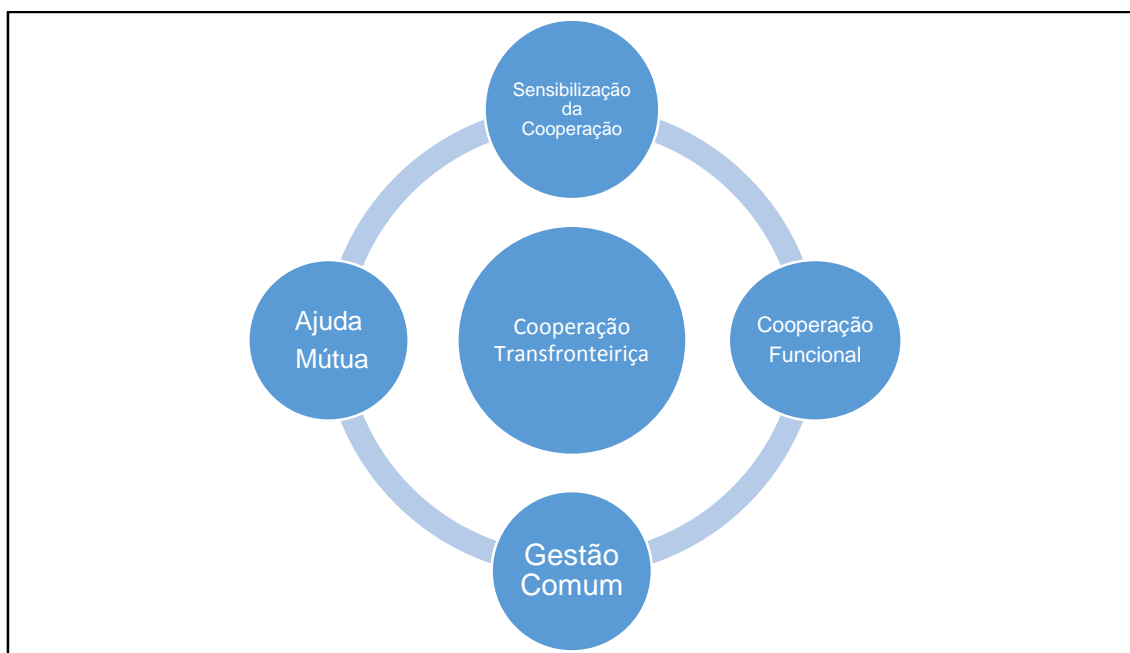 Sensibilização
da
Cooperação
Ajuda
Mútua
Cooperação
Transfronteiriça
Cooperação
Funcional
Gestão
Comum